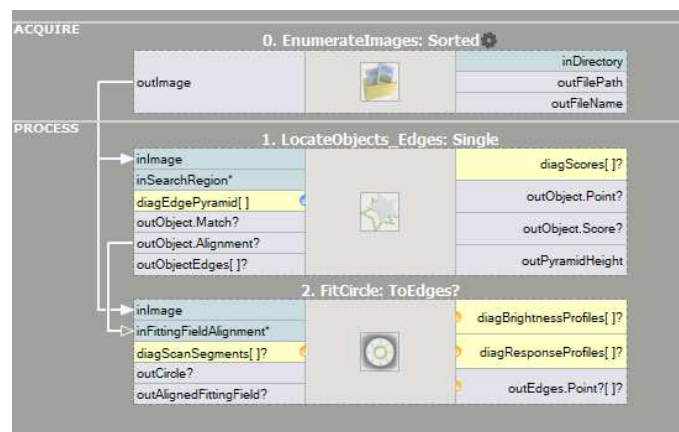 ACQUIRE
0. EnumerateImages: Sorted
outImage
inDirectory
outFilePath
outFileName
PROCESS
1. LocateObjects_Edges: Single
inImage
inSearchRegion*
diagEdgePyramid[ ]
outObject.Match?
outObject.Alignment?
outObjectEdges[ ]?
diagScores[ ]?
outObject.Point?
outObject.Score?
outPyramidHeight
2. FitCircle: ToEdges?
inImage
inFittingFieldAlignment*
diagScanSegments[ ]?
outCircle?
outAlignedFittingField?
diagBrightnessProfiles[ ]?
diagResponseProfiles[ ]?
outEdges.Point?[ ]?